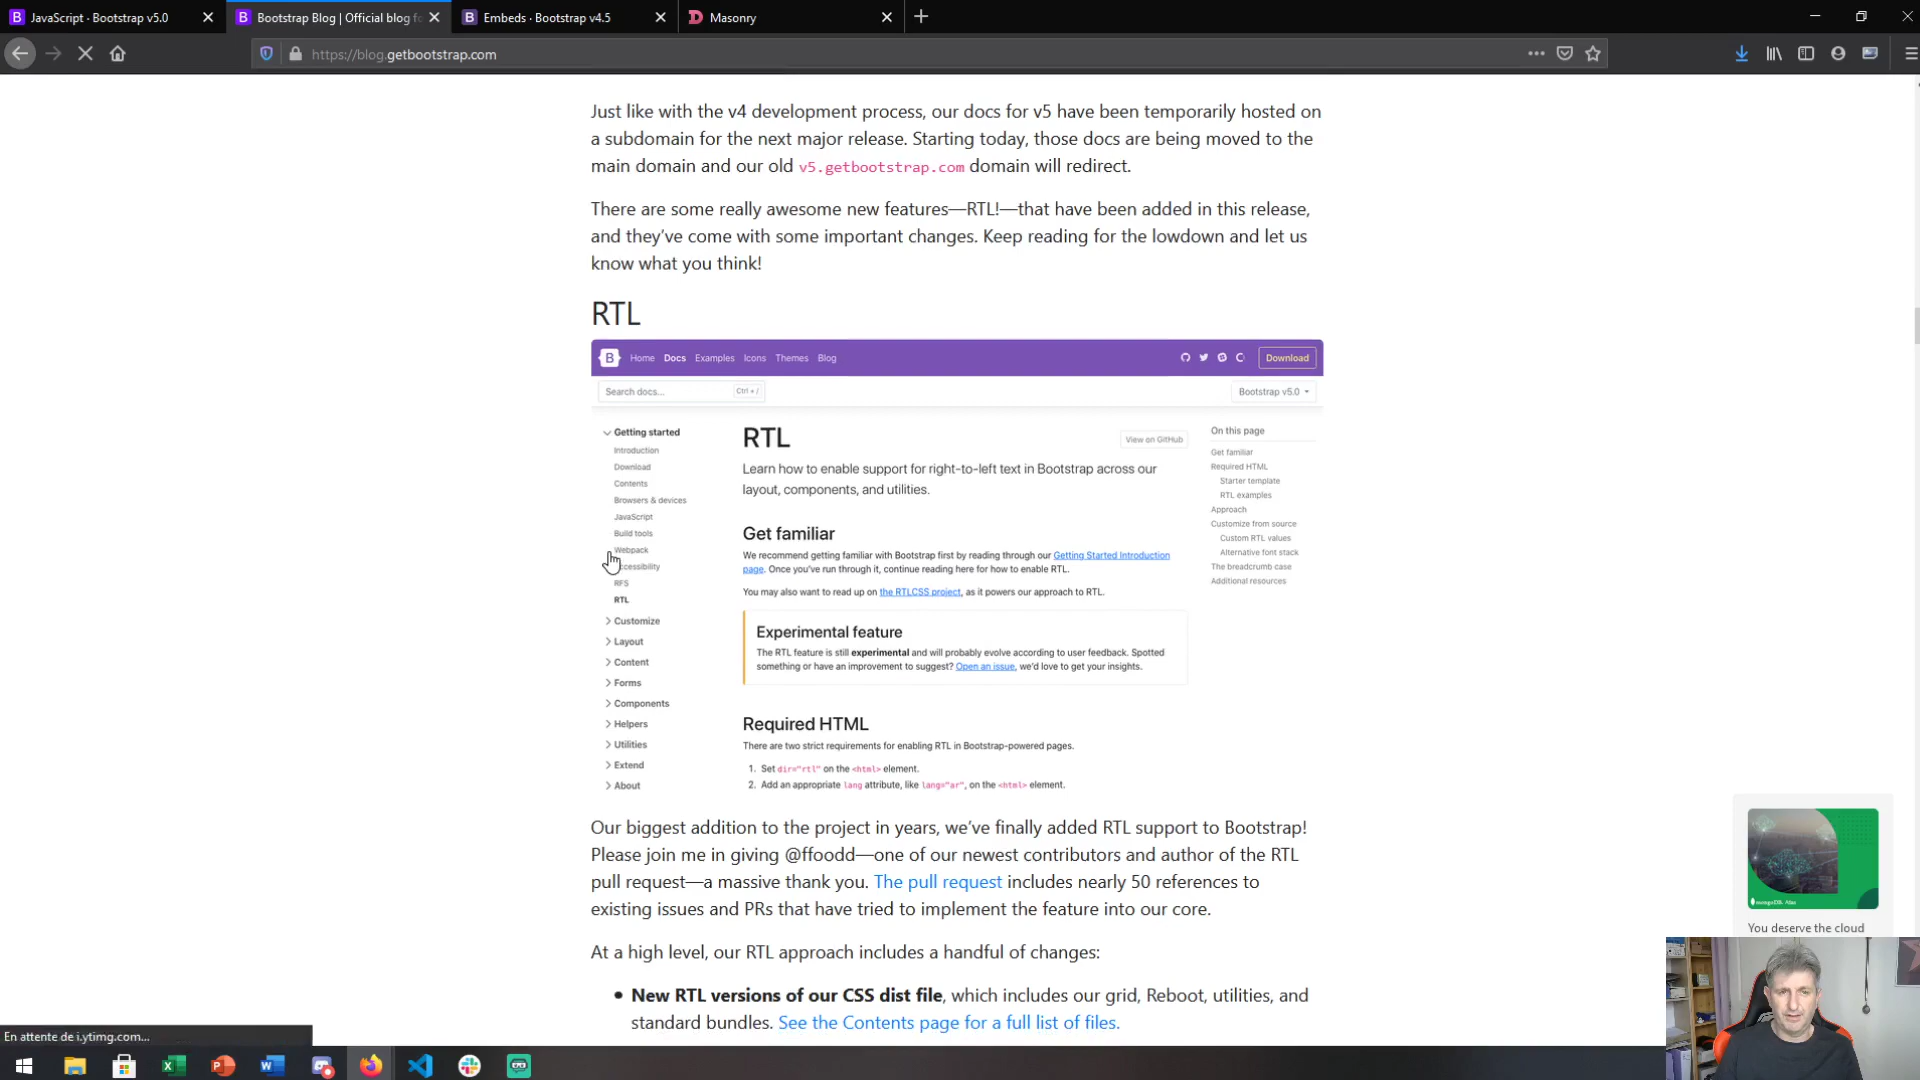 JavaScript · Bootstrap v5.0
Bootstrap Blog | Official blog fo
Embeds · Bootstrap v4.5
Masonry
https://blog.getbootstrap.com
Just like with the v4 development process, our docs for v5 have been temporarily hosted on
a subdomain for the next major release. Starting today, those docs are being moved to the
main domain and our old v5.getbootstrap.com domain will redirect.
There are some really awesome new features—RTL!—that have been added in this release,
and they've come with some important changes. Keep reading for the lowdown and let us
know what you think!
RTL
B Home Docs Examples Icons Themes Blog Download
Search docs... Ctrl + / Bootstrap v5.0
Getting started
Introduction
Download
Contents
Browsers & devices
JavaScript
Build tools
Webpack
ccessibility
RFS
RTL
Customize
Layout
Content
Forms
Components
Helpers
Utilities
Extend
About
RTL
View on GitHub
Learn how to enable support for right-to-left text in Bootstrap across our
layout, components, and utilities.
Get familiar
We recommend getting familiar with Bootstrap first by reading through our Getting Started Introduction
page. Once you've run through it, continue reading here for how to enable RTL.
You may also want to read up on the RTLCSS project, as it powers our approach to RTL.
Experimental feature
The RTL feature is still experimental and will probably evolve according to user feedback. Spotted
something or have an improvement to suggest? Open an issue, we'd love to get your insights.
Required HTML
There are two strict requirements for enabling RTL in Bootstrap-powered pages.
1. Set dir="rtl" on the <html> element.
2. Add an appropriate lang attribute, like lang="ar", on the <html> element.
On this page
Get familiar
Required HTML
Starter template
RTL examples
Approach
Customize from source
Custom RTL values
Alternative font stack
The breadcrumb case
Additional resources
Our biggest addition to the project in years, we've finally added RTL support to Bootstrap!
Please join me in giving @ffoodd—one of our newest contributors and author of the RTL
pull request—a massive thank you. The pull request includes nearly 50 references to
existing issues and PRs that have tried to implement the feature into our core.
At a high level, our RTL approach includes a handful of changes:
• New RTL versions of our CSS dist file, which includes our grid, Reboot, utilities, and
standard bundles. See the Contents page for a full list of files.
mongoDB. Atlas
You deserve the cloud
En attente de i.ytimg.com...